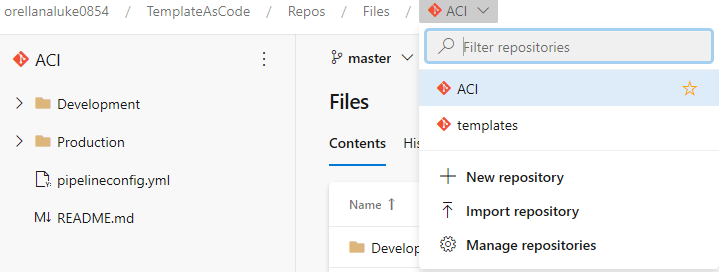 orellanaluke0854 / TemplateAsCode / Repos / Files / ACI
ACI
Development
Production
pipelineconfig.yml
README.md
master
Files
Contents His
Name ↑
Develop
Filter repositories
ACI
templates
New repository
Import repository
Manage repositories